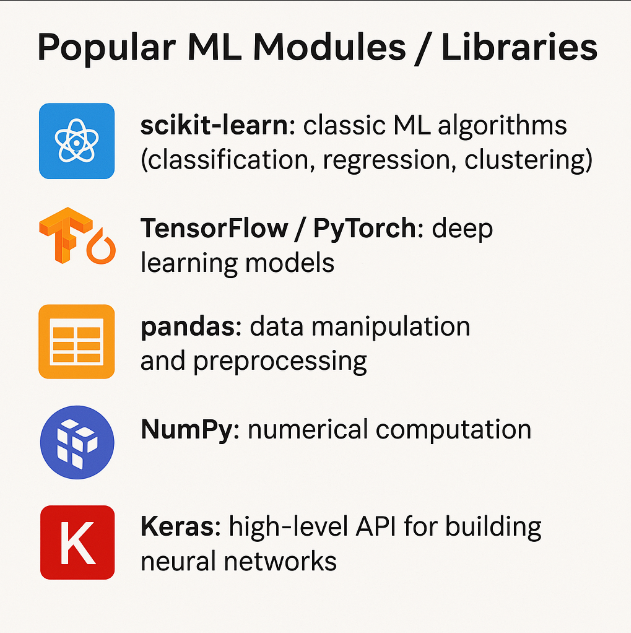 Popular ML Modules / Libraries
scikit-learn: classic ML algorithms
(classification, regression, clustering)
TensorFlow / PyTorch: deep
learning models
pandas: data manipulation
and preprocessing
NumPy: numerical computation
K
Keras: high-level API for building
neural networks